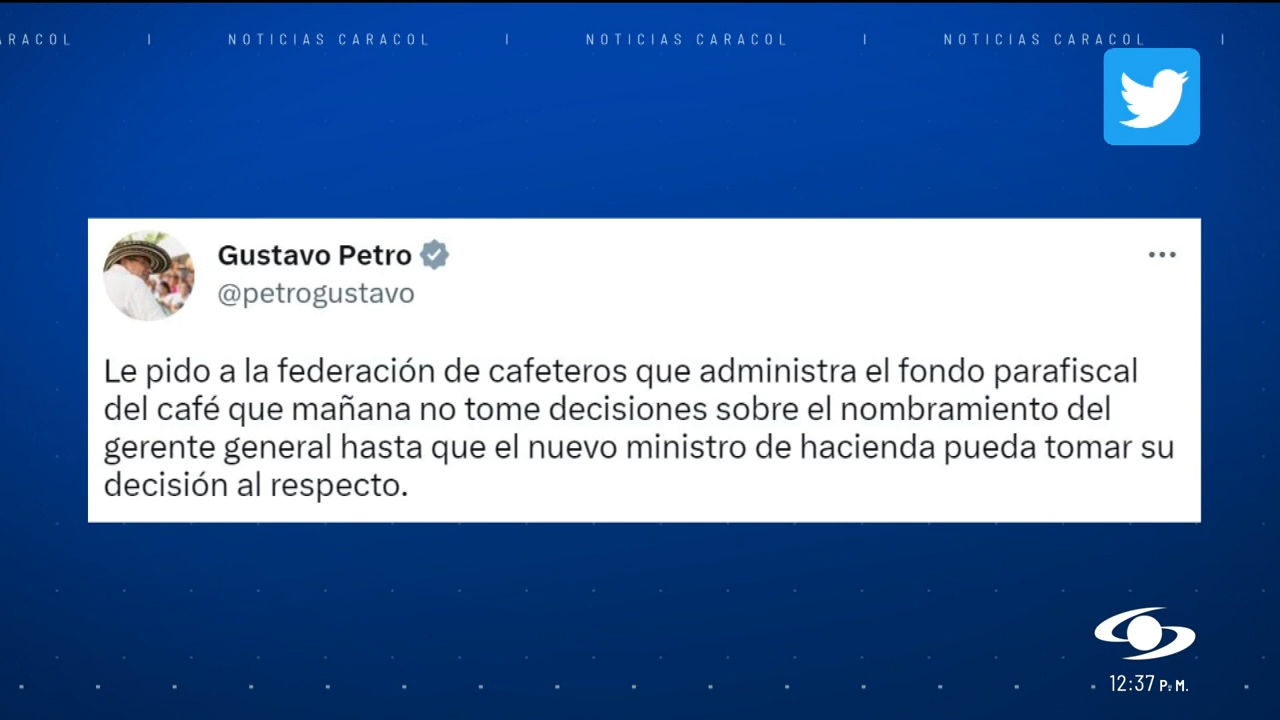 ARACOL | NOTICIAS CARACOL | NOTICIAS CARACOL | NOTICIAS CARACOL |
Gustavo Petro
@petrogustavo
Le pido a la federación de cafeteros que administra el fondo parafiscal
del café que mañana no tome decisiones sobre el nombramiento del
gerente general hasta que el nuevo ministro de hacienda pueda tomar su
decisión al respecto.
12:37 P.M.